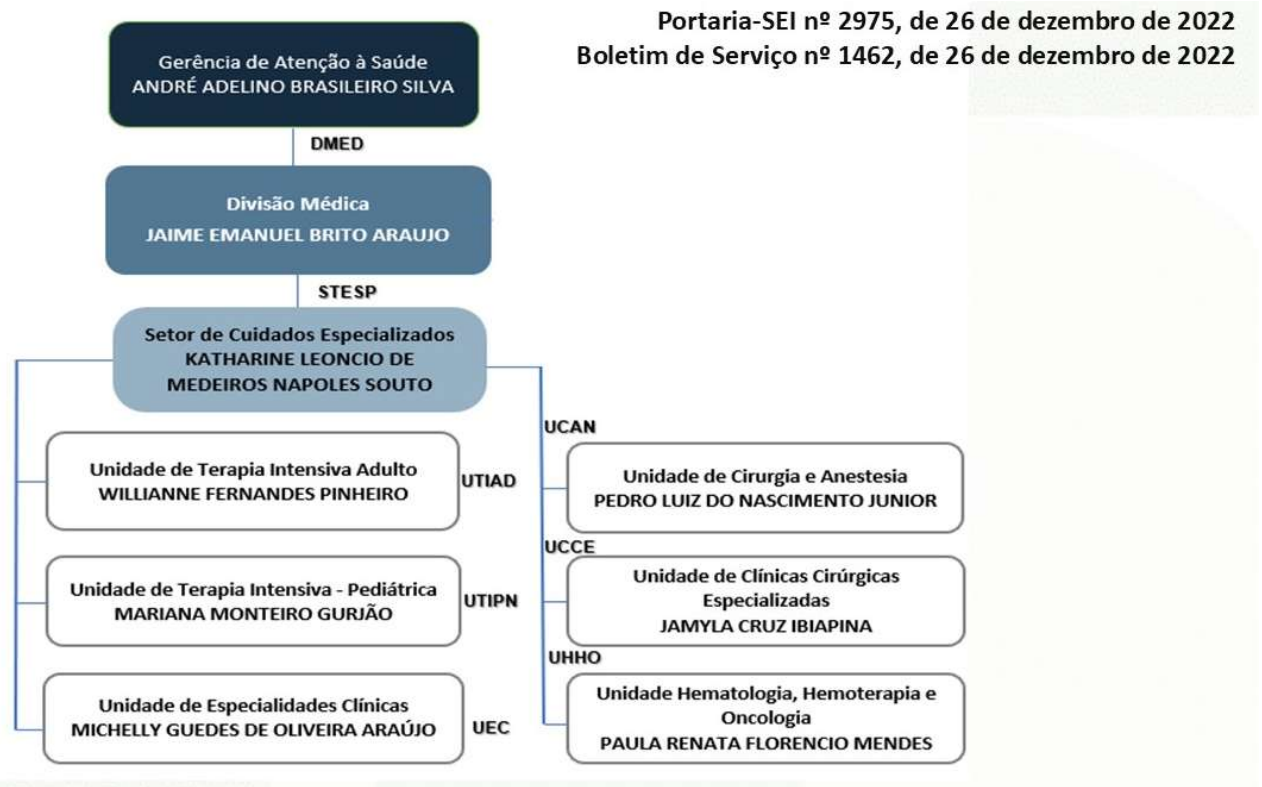 Portaria-SEI nº 2975, de 26 de dezembro de 2022
Boletim de Serviço nº 1462, de 26 de dezembro de 2022
Gerência de Atenção à Saúde
ANDRÉ ADELINO BRASILEIRO SILVA
DMED
Divisão Médica
JAIME EMANUEL BRITO ARAUJO
STESP
Setor de Cuidados Especializados
KATHARINE LEONCIO DE
MEDEIROS NAPOLES SOUTO
Unidade de Terapia Intensiva Adulto
WILLIANNE FERNANDES PINHEIRO
UTIAD
Unidade de Terapia Intensiva - Pediátrica
MARIANA MONTEIRO GURJÃO
UTIPN
Unidade de Especialidades Clínicas
MICHELLY GUEDES DE OLIVEIRA ARAÚJO
UEC
UCAN
Unidade de Cirurgia e Anestesia
PEDRO LUIZ DO NASCIMENTO JUNIOR
UCCE
Unidade de Clínicas Cirúrgicas
Especializadas
JAMYLA CRUZ IBIAPINA
UHHO
Unidade Hematologia, Hemoterapia e
Oncologia
PAULA RENATA FLORENCIO MENDES